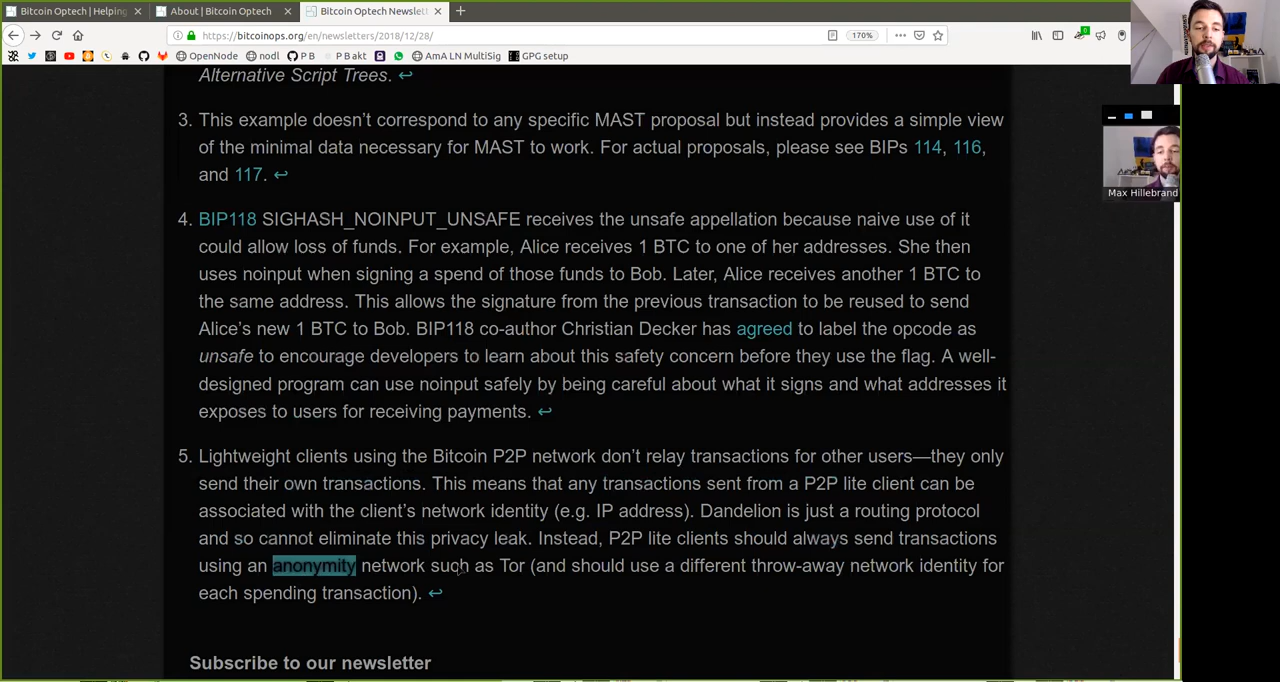 Bitcoin Optech | Helping
About | Bitcoin Optech
Bitcoin Optech Newslett
https://bitcoinops.org/en/newsletters/2018/12/28/
170%
OpenNode
nodl
P B
P B akt
AmA LN MultiSig
GPG setup
Max Hillebrand
Alternative Script Trees. ↩
3. This example doesn’t correspond to any specific MAST proposal but instead provides a simple view
of the minimal data necessary for MAST to work. For actual proposals, please see BIPs 114, 116,
and 117. ↩
4. BIP118 SIGHASH_NOINPUT_UNSAFE receives the unsafe appellation because naive use of it
could allow loss of funds. For example, Alice receives 1 BTC to one of her addresses. She then
uses noinput when signing a spend of those funds to Bob. Later, Alice receives another 1 BTC to
the same address. This allows the signature from the previous transaction to be reused to send
Alice’s new 1 BTC to Bob. BIP118 co-author Christian Decker has agreed to label the opcode as
unsafe to encourage developers to learn about this safety concern before they use the flag. A well-
designed program can use noinput safely by being careful about what it signs and what addresses it
exposes to users for receiving payments. ↩
5. Lightweight clients using the Bitcoin P2P network don’t relay transactions for other users—they only
send their own transactions. This means that any transactions sent from a P2P lite client can be
associated with the client’s network identity (e.g. IP address). Dandelion is just a routing protocol
and so cannot eliminate this privacy leak. Instead, P2P lite clients should always send transactions
using an anonymity network such as Tor (and should use a different throw-away network identity for
each spending transaction). ↩
Subscribe to our newsletter